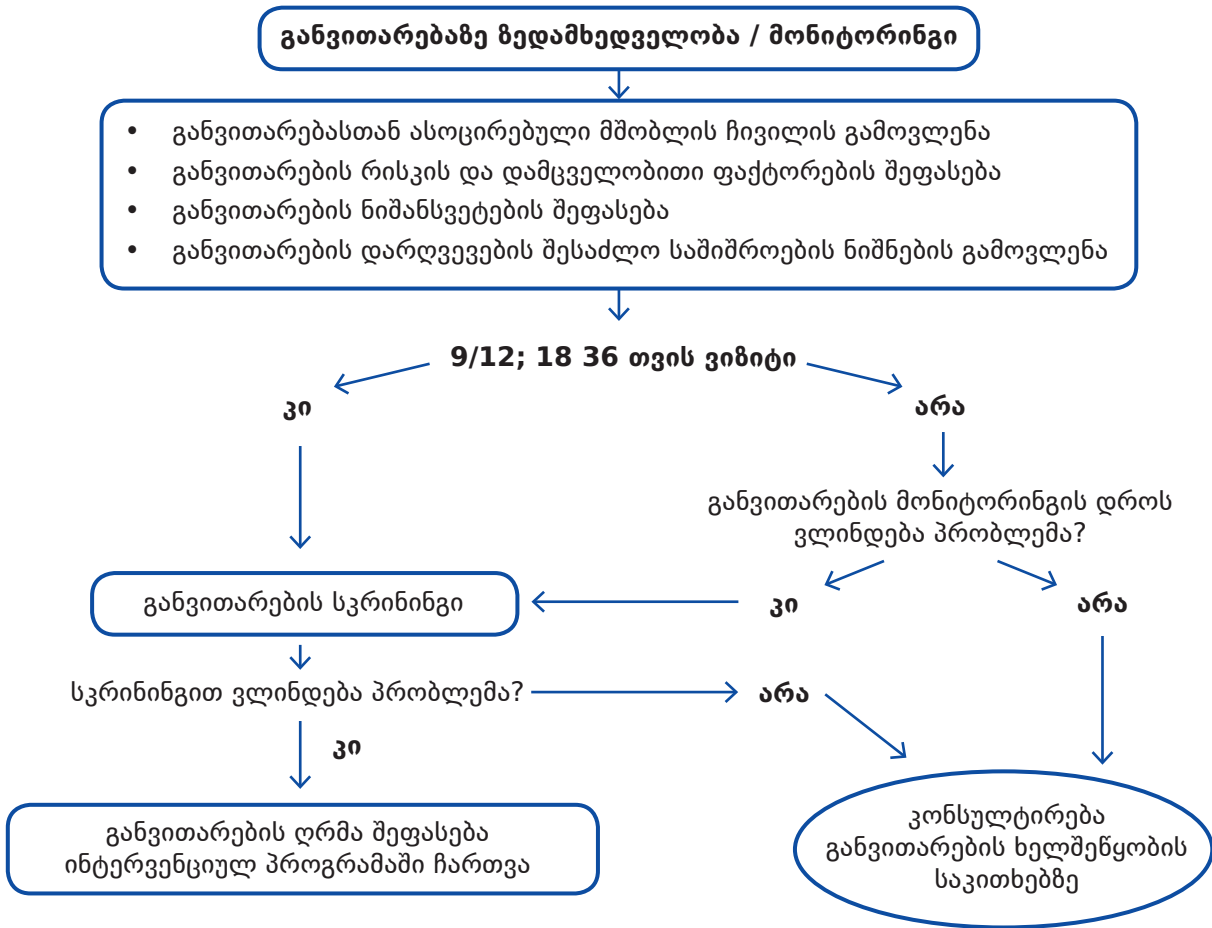 განვითარებაზე ზედამხედველობა / მონიტორინგი
• განვითარებასთან ასოცირებული მშობლის ჩივილის გამოვლენა
• განვითარების რისკის და დამცველობითი ფაქტორების შეფასება
• განვითარების ნიშანსვეტების შეფასება
• განვითარების დარღვევების შესაძლო საშიშროების ნიშნების გამოვლენა
9/12; 18 36 თვის ვიზიტი
კი
არა
განვითარების მონიტორინგის დროს
ვლინდება პრობლემა?
განვითარების სკრინინგი
კი
არა
სკრინინგით ვლინდება პრობლემა?
არა
კი
განვითარების ღრმა შეფასება
ინტერვენციულ პროგრამაში ჩართვა
კონსულტირება
განვითარების ხელშეწყობის
საკითხებზე